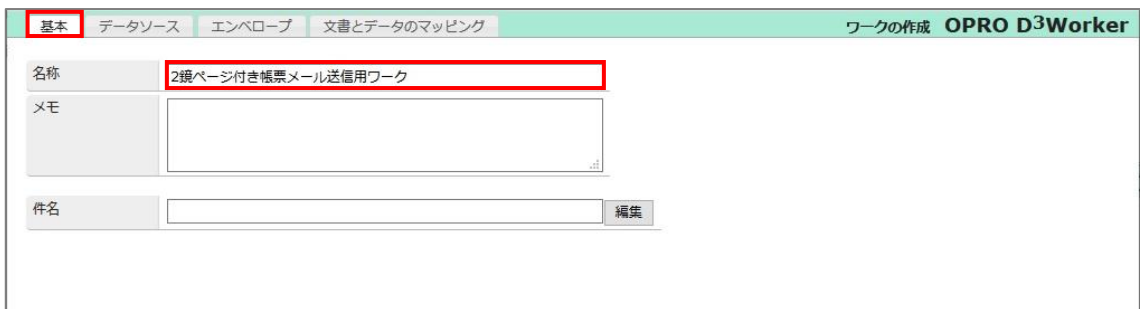 基本 データソース エンベロープ 文書とデータのマッピング ワークの作成 OPRO D3Worker
名称 2鏡ページ付き帳票メール送信用ワーク
メモ
件名 編集